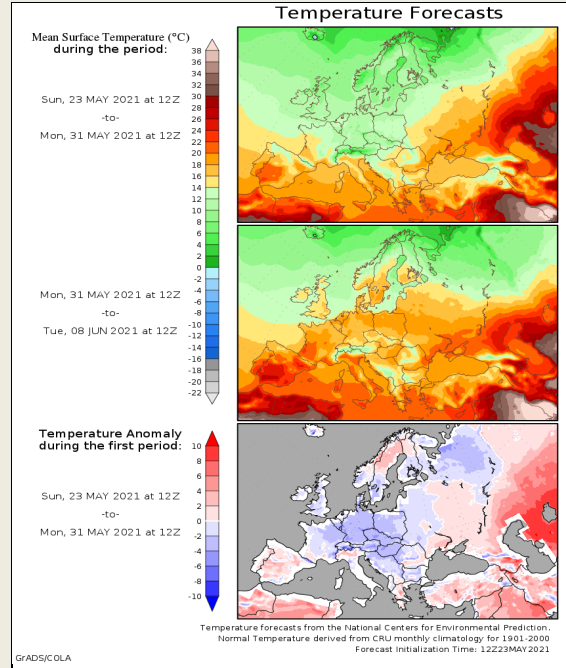 Temperature Forecasts
Mean Surface Temperature (°C)
during the period:
Sun, 23 MAY 2021 at 12Z
-to-
Mon, 31 MAY 2021 at 12Z
38
36
34
32
30
28
26
24
22
20
18
16
14
12
10
8
6
4
2
0
-2
-4
-6
-8
-10
-12
-14
-16
-18
-20
-22
Mon, 31 MAY 2021 at 12Z
-to-
Tue, 08 JUN 2021 at 12Z
Temperature Anomaly
during the first period:
Sun, 23 MAY 2021 at 12Z
-to-
Mon, 31 MAY 2021 at 12Z
10
8
6
4
2
0
-2
-4
-6
-8
-10
Temperature forecasts from the National Centers for Environmental Prediction.
Normal Temperature derived from CRU monthly climatology for 1901-2000
Forecast Initialization Time: 12Z23MAY2021
GrADS/COLA